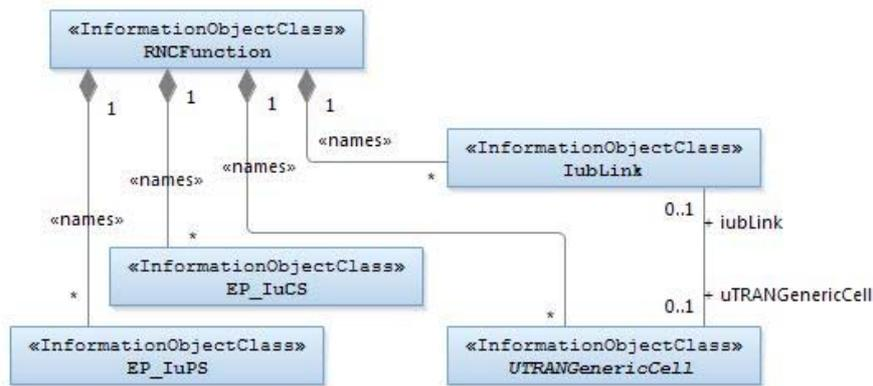 «InformationObjectClass»
RNCFunction
1
1
1
1
«names»
«names»
«names»
«names»
«InformationObjectClass»
IubLink
*
0..1
+ iubLink
*
«InformationObjectClass»
EP_IuCS
+ uTRANGenericCell
0..1
*
*
«InformationObjectClass»
EP_IuPS
«InformationObjectClass»
UTRANGenericCell